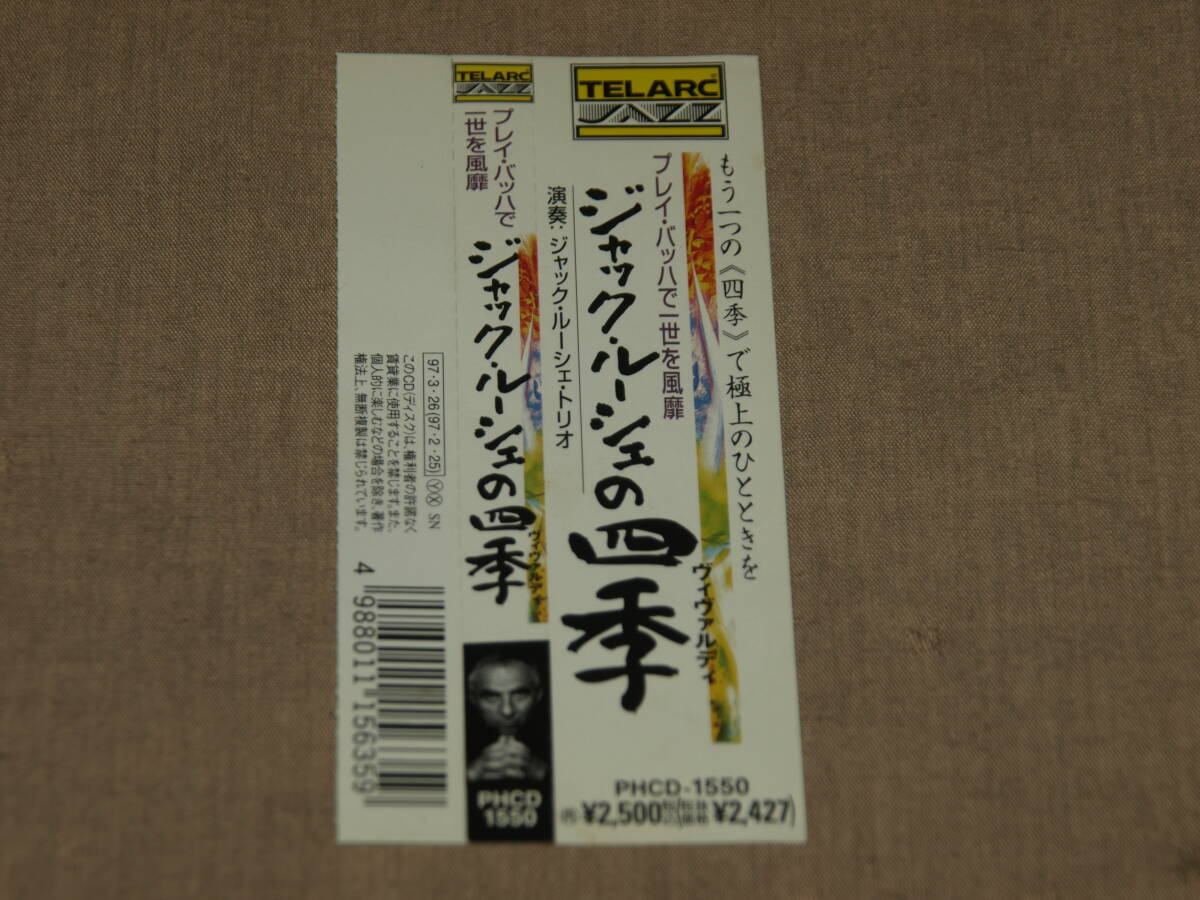 TELARC
JAZZ
もう一つの《四季》で極上のひとときを
プレイ・バッハで一世を風靡
ジャック・ルーシェの四季
ヴィヴァルディ
演奏:ジャック・ルーシェ・トリオ
PHCD-1550
¥2,500 ¥2,427)
TELARC
JAZZ
プレイ・バッハで
一世を風靡
ジャック・ルーシェの四季
ヴィヴァルディ
PHCD
1550
97・3・26(97・2・25) Ⓨ Ⓧ SN
このCD(ディスク)は、権利者の許諾なく
賃貸業に使用することを禁じます。また、
個人的に楽しむなどの場合を除き、著作
権法上、無断複製は禁じられています。
4 988011 156359